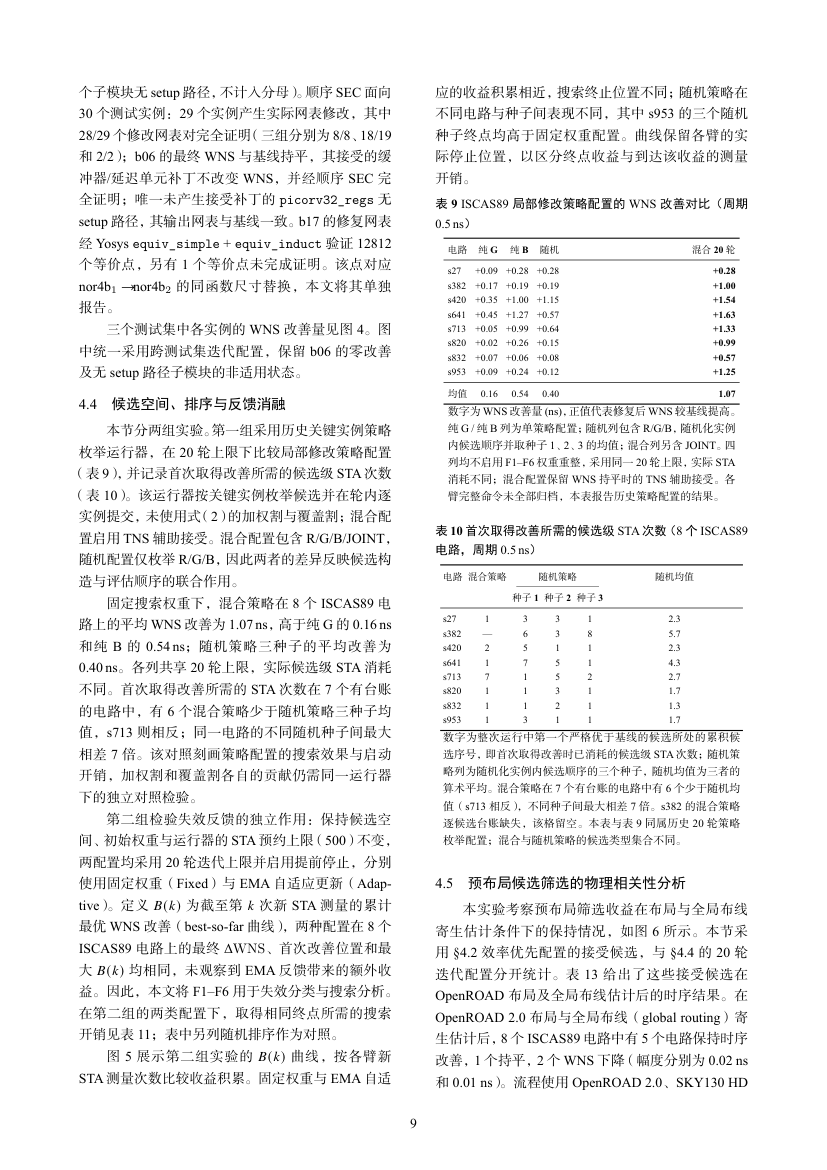 个子模块无 setup 路径，不计入分母）。顺序 SEC 面向
30 个测试实例：29 个实例产生实际网表修改，其中
28/29 个修改网表对完全证明（三组分别为 8/8、18/19
和 2/2）；b06 的最终 WNS 与基线持平，其接受的缓
冲器/延迟单元补丁不改变 WNS，并经顺序 SEC 完
全证明；唯一未产生接受补丁的 picorv32_regs 无
setup 路径，其输出网表与基线一致。b17 的修复网表
经 Yosys equiv_simple + equiv_induct 验证 12812
个等价点，另有 1 个等价点未完成证明。该点对应
nor4b₁ → nor4b₂ 的同函数尺寸替换，本文将其单独
报告。
三个测试集中各实例的 WNS 改善量见图 4。图
中统一采用跨测试集迭代配置，保留 b06 的零改善
及无 setup 路径子模块的非适用状态。
4.4 候选空间、排序与反馈消融
本节分两组实验。第一组采用历史关键实例策略
枚举运行器，在 20 轮上限下比较局部修改策略配置
（表 9），并记录首次取得改善所需的候选级 STA 次数
（表 10）。该运行器按关键实例枚举候选并在轮内逐
实例提交，未使用式（2）的加权割与覆盖割；混合配
置启用 TNS 辅助接受。混合配置包含 R/G/B/JOINT，
随机配置仅枚举 R/G/B，因此两者的差异反映候选构
造与评估顺序的联合作用。
固定搜索权重下，混合策略在 8 个 ISCAS89 电
路上的平均 WNS 改善为 1.07 ns，高于纯 G 的 0.16 ns
和纯 B 的 0.54 ns；随机策略三种子的平均改善为
0.40 ns。各列共享 20 轮上限，实际候选级 STA 消耗
不同。首次取得改善所需的 STA 次数在 7 个有台账
的电路中，有 6 个混合策略少于随机策略三种子均
值，s713 则相反；同一电路的不同随机种子间最大
相差 7 倍。该对照刻画策略配置的搜索效果与启动
开销，加权割和覆盖割各自的贡献仍需同一运行器
下的独立对照检验。
第二组检验失效反馈的独立作用：保持候选空
间、初始权重与运行器的 STA 预约上限（500）不变，
两配置均采用 20 轮迭代上限并启用提前停止，分别
使用固定权重（Fixed）与 EMA 自适应更新（Adap-
tive）。定义 B(k) 为截至第 k 次新 STA 测量的累计
最优 WNS 改善（best-so-far 曲线），两种配置在 8 个
ISCAS89 电路上的最终 ΔWNS、首次改善位置和最
大 B(k) 均相同，未观察到 EMA 反馈带来的额外收
益。因此，本文将 F1–F6 用于失效分类与搜索分析。
在第二组的两类配置下，取得相同终点所需的搜索
开销见表 11；表中另列随机排序作为对照。
图 5 展示第二组实验的 B(k) 曲线，按各臂新
STA 测量次数比较收益积累。固定权重与 EMA 自适
应的收益积累相近，搜索终止位置不同；随机策略在
不同电路与种子间表现不同，其中 s953 的三个随机
种子终点均高于固定权重配置。曲线保留各臂的实
际停止位置，以区分终点收益与到达该收益的测量
开销。
表 9 ISCAS89 局部修改策略配置的 WNS 改善对比（周期
0.5 ns）
电路 纯 G 纯 B 随机 混合 20 轮
s27 +0.09 +0.28 +0.28 +0.28
s382 +0.17 +0.19 +0.19 +1.00
s420 +0.35 +1.00 +1.15 +1.54
s641 +0.45 +1.27 +0.57 +1.63
s713 +0.05 +0.99 +0.64 +1.33
s820 +0.02 +0.26 +0.15 +0.99
s832 +0.07 +0.06 +0.08 +0.57
s953 +0.09 +0.24 +0.12 +1.25
均值 0.16 0.54 0.40 1.07
数字为 WNS 改善量 (ns)，正值代表修复后 WNS 较基线提高。
纯 G / 纯 B 列为单策略配置；随机列包含 R/G/B，随机化实例
内候选顺序并取种子 1、2、3 的均值；混合列另含 JOINT。四
列均不启用 F1–F6 权重重整，采用同一 20 轮上限，实际 STA
消耗不同；混合配置保留 WNS 持平时的 TNS 辅助接受。各
臂完整命令未全部归档，本表报告历史策略配置的结果。
表 10 首次取得改善所需的候选级 STA 次数（8 个 ISCAS89
电路，周期 0.5 ns）
电路 混合策略 随机策略 随机均值
种子 1 种子 2 种子 3
s27 1 3 3 1 2.3
s382 — 6 3 8 5.7
s420 2 5 1 1 2.3
s641 1 7 5 1 4.3
s713 7 1 5 2 2.7
s820 1 1 3 1 1.7
s832 1 1 2 1 1.3
s953 1 3 1 1 1.7
数字为整次运行中第一个严格优于基线的候选所处的累积候
选序号，即首次取得改善时已消耗的候选级 STA 次数；随机策
略列为随机化实例内候选顺序的三个种子，随机均值为三者的
算术平均。混合策略在 7 个有台账的电路中有 6 个少于随机均
值（s713 相反），不同种子间最大相差 7 倍。s382 的混合策略
逐候选台账缺失，该格留空。本表与表 9 同属历史 20 轮策略
枚举配置；混合与随机策略的候选类型集合不同。
4.5 预布局候选筛选的物理相关性分析
本实验考察预布局筛选收益在布局与全局布线
寄生估计条件下的保持情况，如图 6 所示。本节采
用 §4.2 效率优先配置的接受候选，与 §4.4 的 20 轮
迭代配置分开统计。表 13 给出了这些接受候选在
OpenROAD 布局及全局布线估计后的时序结果。在
OpenROAD 2.0 布局与全局布线（global routing）寄
生估计后，8 个 ISCAS89 电路中有 5 个电路保持时序
改善，1 个持平，2 个 WNS 下降（幅度分别为 0.02 ns
和 0.01 ns）。流程使用 OpenROAD 2.0、SKY130 HD
9